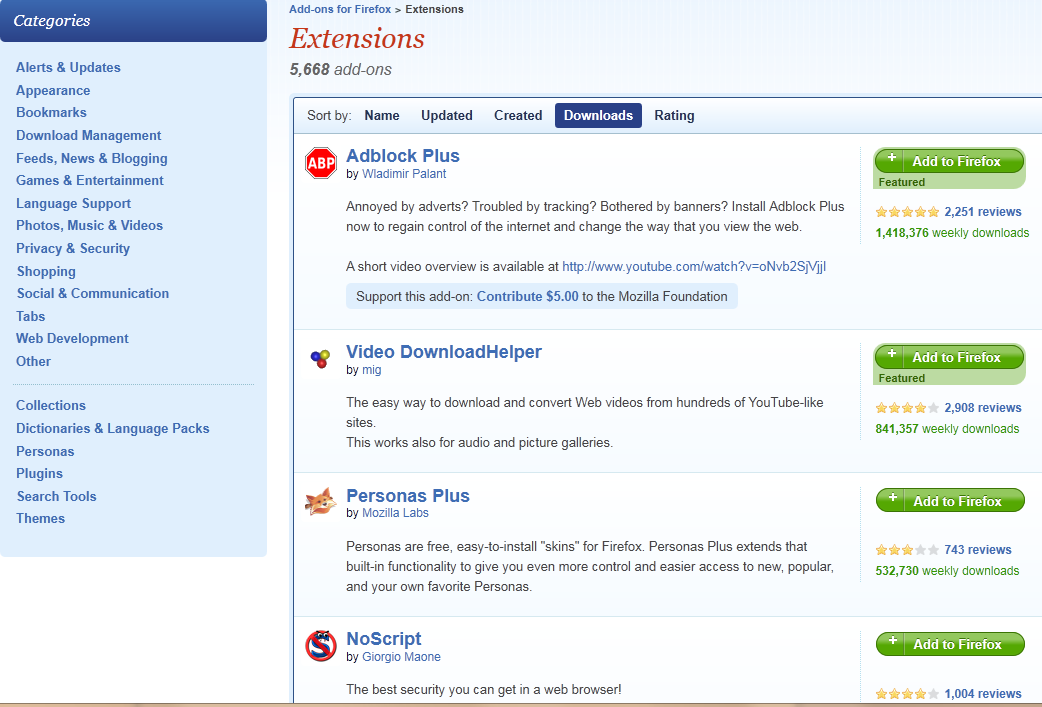 Categories
Alerts & Updates
Appearance
Bookmarks
Download Management
Feeds, News & Blogging
Games & Entertainment
Language Support
Photos, Music & Videos
Privacy & Security
Shopping
Social & Communication
Tabs
Web Development
Other
Collections
Dictionaries & Language Packs
Personas
Plugins
Search Tools
Themes
Add-ons for Firefox > Extensions
Extensions
5,668 add-ons
Sort by: Name Updated Created Downloads Rating
ABP
Adblock Plus
by Wladimir Palant
Annoyed by adverts? Troubled by tracking? Bothered by banners? Install Adblock Plus
now to regain control of the internet and change the way that you view the web.
A short video overview is available at http://www.youtube.com/watch?v=oNvb2SjVjjI
Support this add-on: Contribute $5.00 to the Mozilla Foundation
+ Add to Firefox
Featured
2,251 reviews
1,418,376 weekly downloads
Video DownloadHelper
by mig
The easy way to download and convert Web videos from hundreds of YouTube-like
sites.
This works also for audio and picture galleries.
+ Add to Firefox
Featured
2,908 reviews
841,357 weekly downloads
Personas Plus
by Mozilla Labs
Personas are free, easy-to-install "skins" for Firefox. Personas Plus extends that
built-in functionality to give you even more control and easier access to new, popular,
and your own favorite Personas.
+ Add to Firefox
743 reviews
532,730 weekly downloads
S
NoScript
by Giorgio Maone
The best security you can get in a web browser!
+ Add to Firefox
1,004 reviews